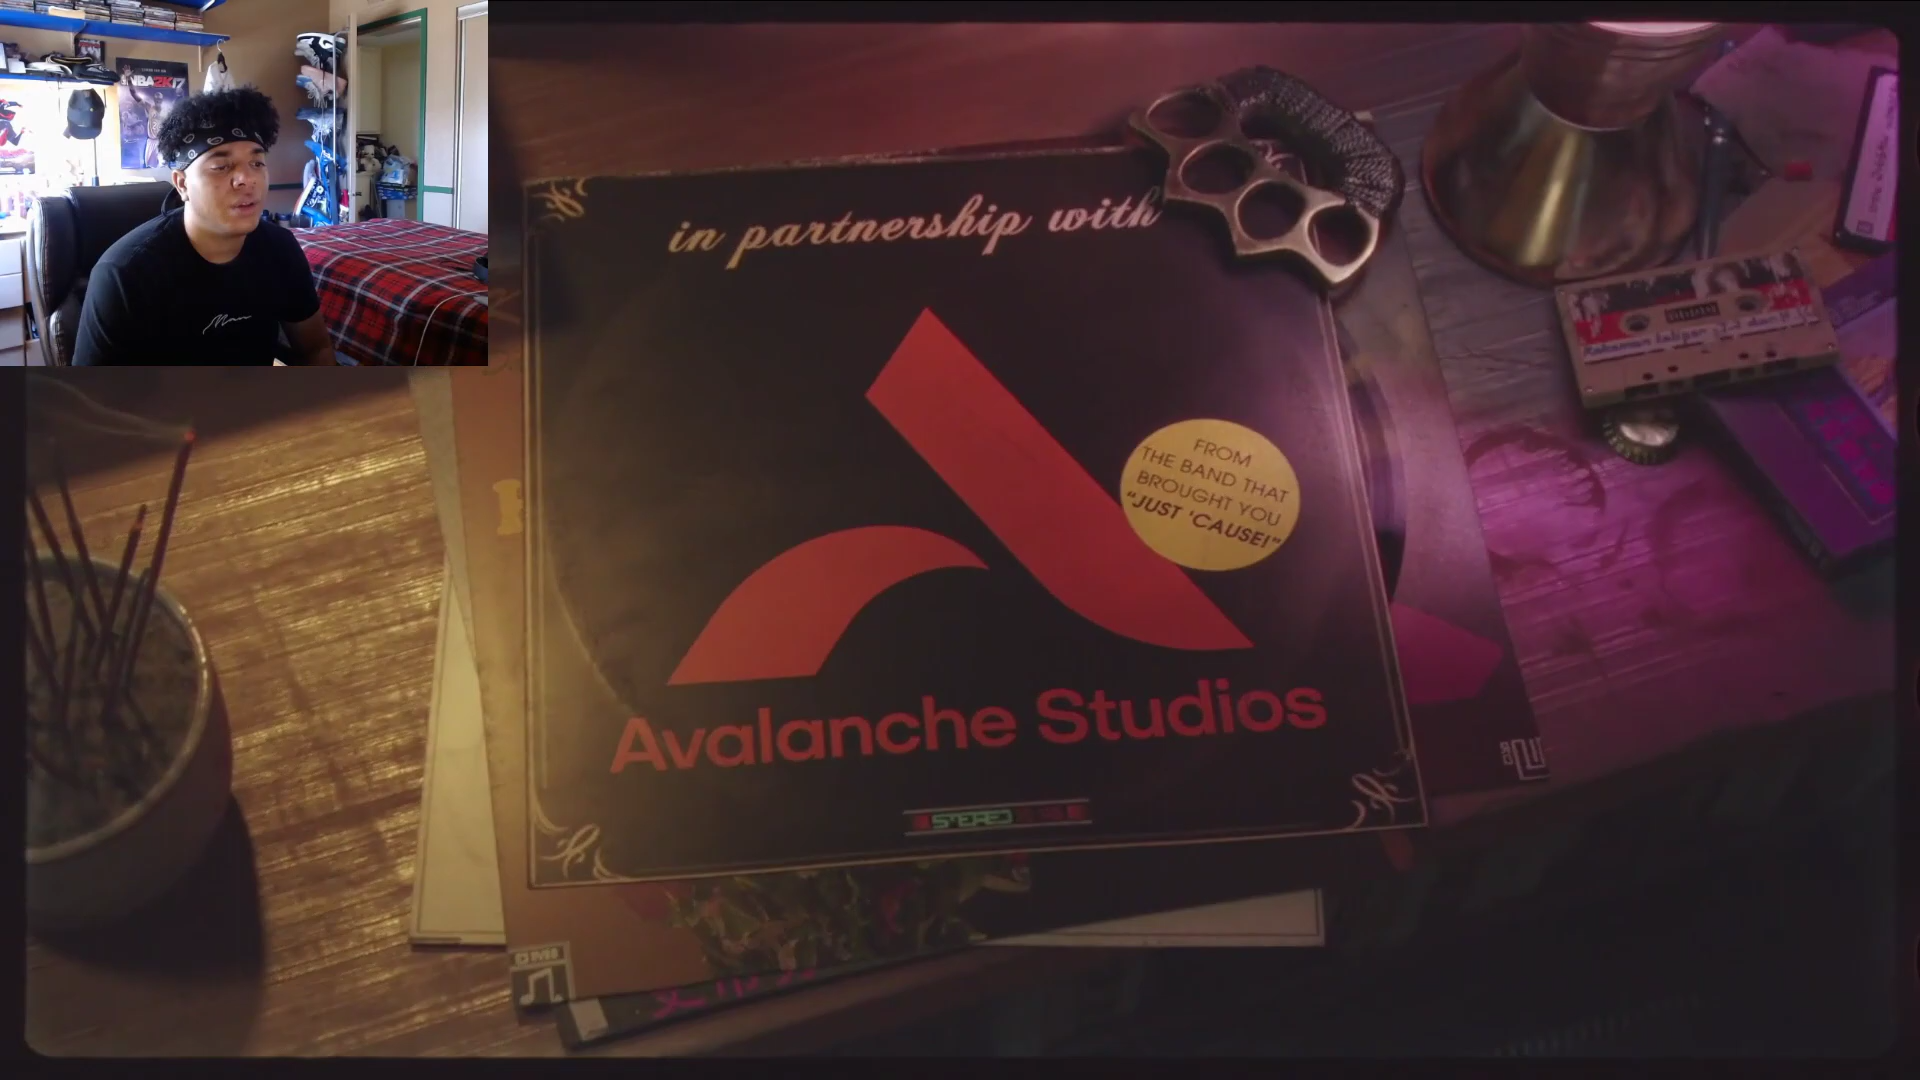 NBA2K17
in partnership with
FROM
THE BAND THAT
BROUGHT YOU
"JUST 'CAUSE!"
Avalanche Studios
STEREO